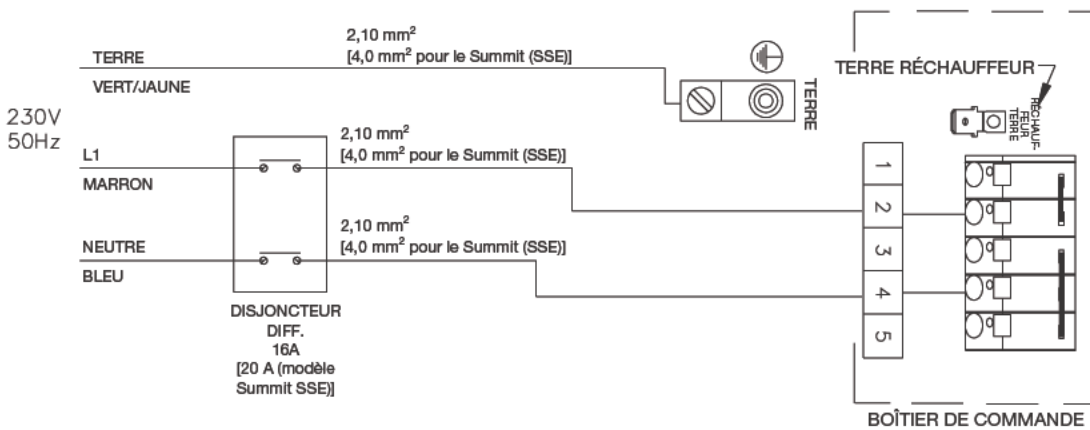 2,10 mm²
TERRE
[4,0 mm² pour le Summit (SSE)]
VERT/JAUNE
TERRE
TERRE RÉCHAUFFEUR
RÉCHAUF-
FEUR
TERRE
230V
50Hz
2,10 mm²
L1
[4,0 mm² pour le Summit (SSE)]
MARRON
2,10 mm²
NEUTRE
[4,0 mm² pour le Summit (SSE)]
BLEU
1
2
3
4
5
DISJONCTEUR
DIFF.
16A
[20 A (modèle
Summit SSE)]
BOÎTIER DE COMMANDE